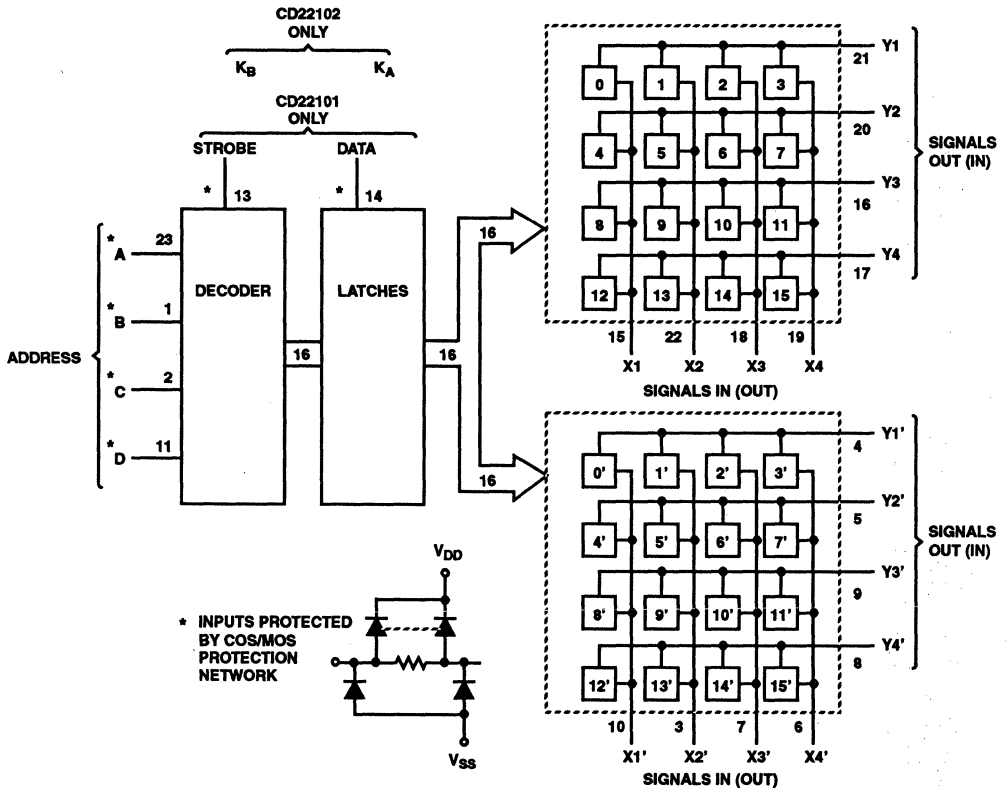 CD22102
ONLY
KB KA
CD22101
ONLY
STROBE DATA
* 13 * 14
ADDRESS
* A 23
* B 1
* C 2
* D 11
DECODER
LATCHES
16
16
16
16
0 1 2 3
4 5 6 7
8 9 10 11
12 13 14 15
Y1
21
Y2
20
Y3
16
Y4
17
SIGNALS
OUT (IN)
15 22 18 19
X1 X2 X3 X4
SIGNALS IN (OUT)
0' 1' 2' 3'
4' 5' 6' 7'
8' 9' 10' 11'
12' 13' 14' 15'
Y1'
4
Y2'
5
Y3'
9
Y4'
8
SIGNALS
OUT (IN)
10 3 7 6
X1' X2' X3' X4'
SIGNALS IN (OUT)
* INPUTS PROTECTED
BY COS/MOS
PROTECTION
NETWORK
VDD
VSS